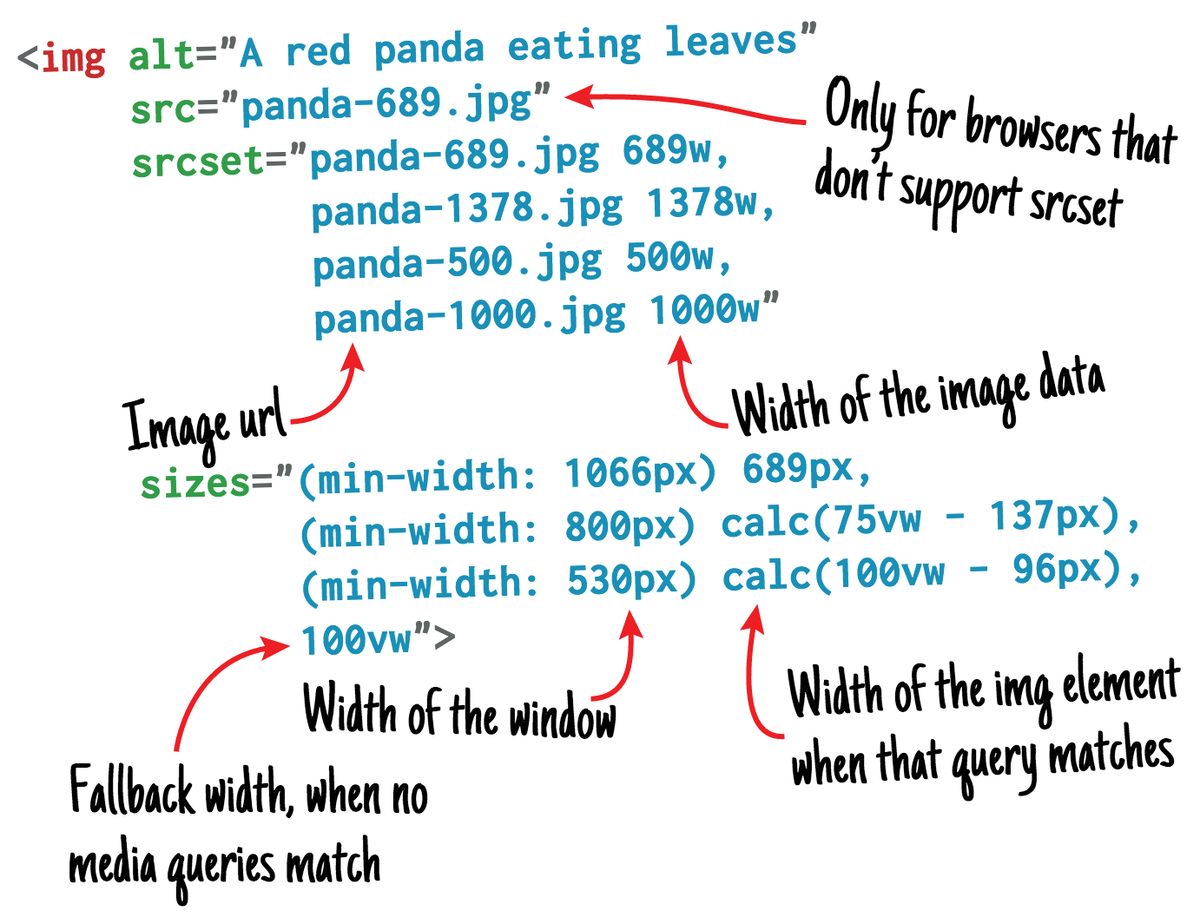 <img alt="A red panda eating leaves"
src="panda-689.jpg"
Only for browsers that
don't support srcset
srcset="panda-689.jpg 689w,
panda-1378.jpg 1378w,
panda-500.jpg 500w,
panda-1000.jpg 1000w"
Image url
Width of the image data
sizes="(min-width: 1066px) 689px,
(min-width: 800px) calc(75vw - 137px),
(min-width: 530px) calc(100vw - 96px),
100vw">
Width of the window
Width of the img element
when that query matches
Fallback width, when no
media queries match